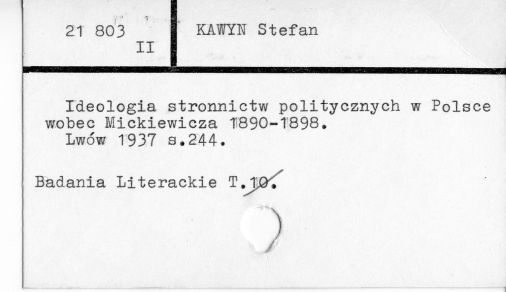 21 803
II
KAWYN Stefan
Ideologia stronnictw politycznych w Polsce
wobec Mickiewicza 1890-1898.
Lwów 1937 s.244.
Badania Literackie T.10.